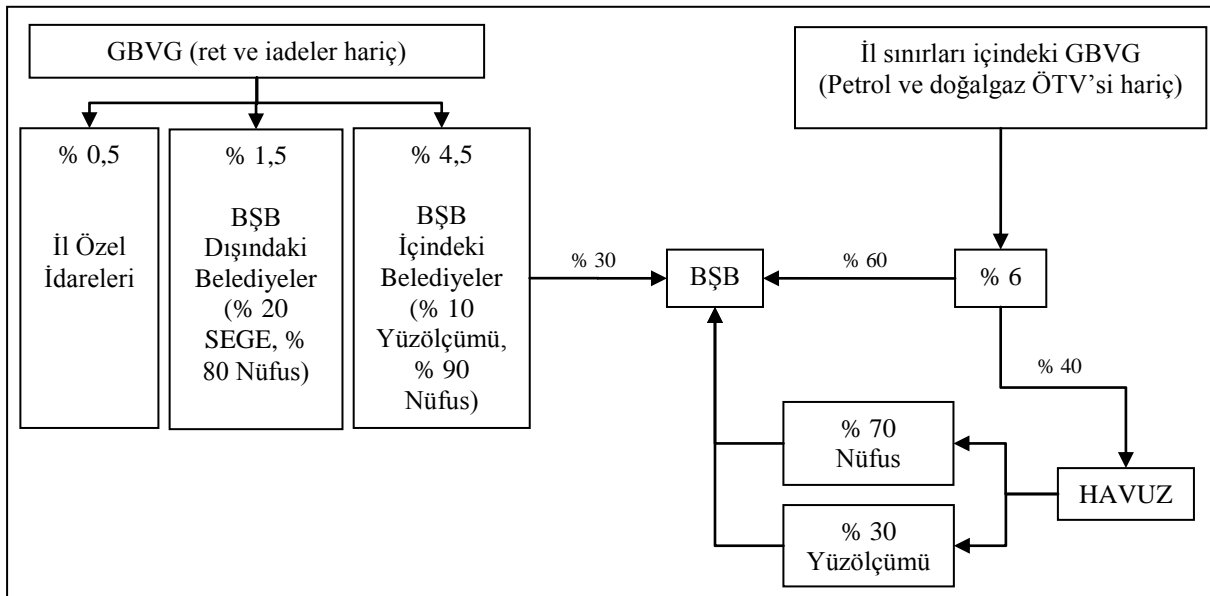 GBVG (ret ve iadeler hariç)
İl sınırları içindeki GBVG
(Petrol ve doğalgaz ÖTV’si hariç)
% 0,5
İl Özel
İdareleri
% 1,5
BŞB
Dışındaki
Belediyeler
(% 20
SEGE, %
80 Nüfus)
% 4,5
BŞB
İçindeki
Belediyeler
(% 10
Yüzölçümü,
% 90
Nüfus)
% 30
BŞB
% 60
% 6
% 40
% 70
Nüfus
HAVUZ
% 30
Yüzölçümü